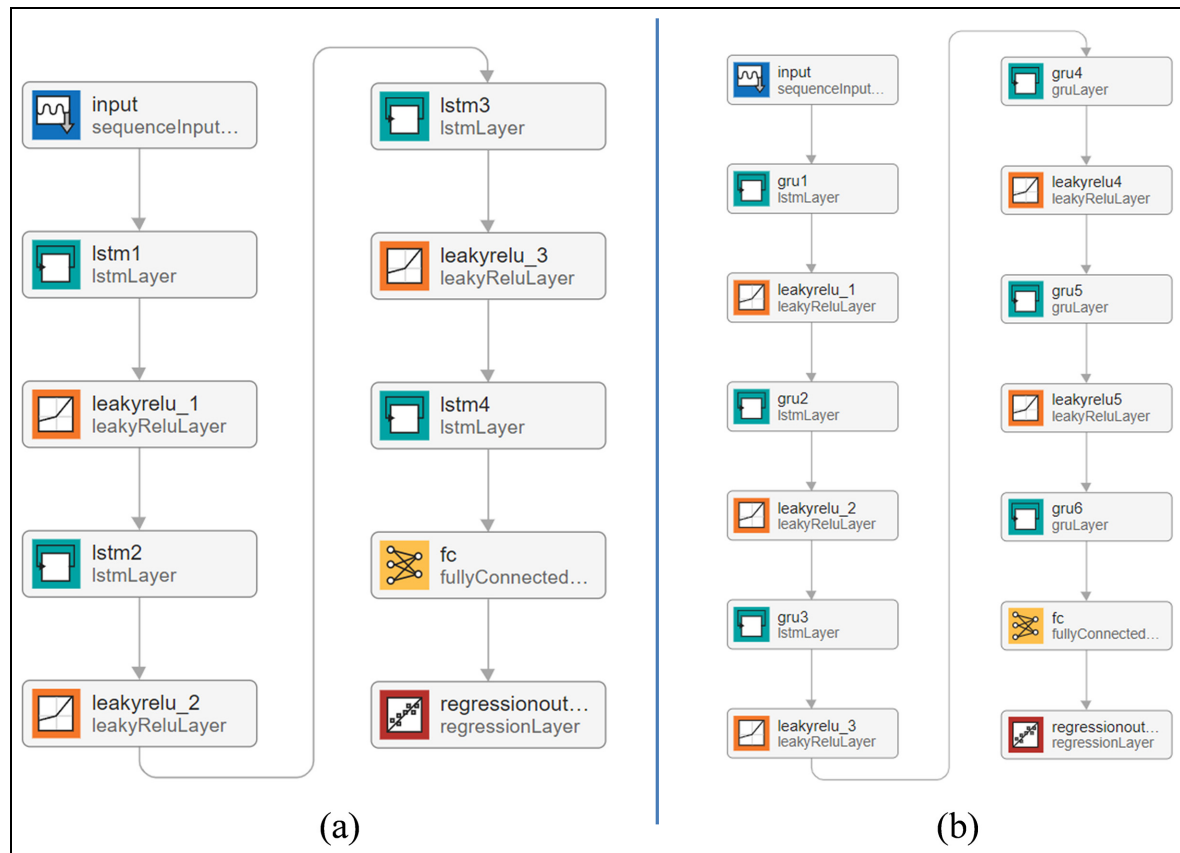 input
sequenceInput...
lstm1
lstmLayer
leakyrelu_1
leakyReluLayer
lstm2
lstmLayer
leakyrelu_2
leakyReluLayer
lstm3
lstmLayer
leakyrelu_3
leakyReluLayer
lstm4
lstmLayer
fc
fullyConnected...
regressionout...
regressionLayer
(a)
input
sequenceInput...
gru1
lstmLayer
leakyrelu_1
leakyReluLayer
gru2
lstmLayer
leakyrelu_2
leakyReluLayer
gru3
lstmLayer
leakyrelu_3
leakyReluLayer
gru4
gruLayer
leakyrelu4
leakyReluLayer
gru5
gruLayer
leakyrelu5
leakyReluLayer
gru6
gruLayer
fc
fullyConnected...
regressionout...
regressionLayer
(b)